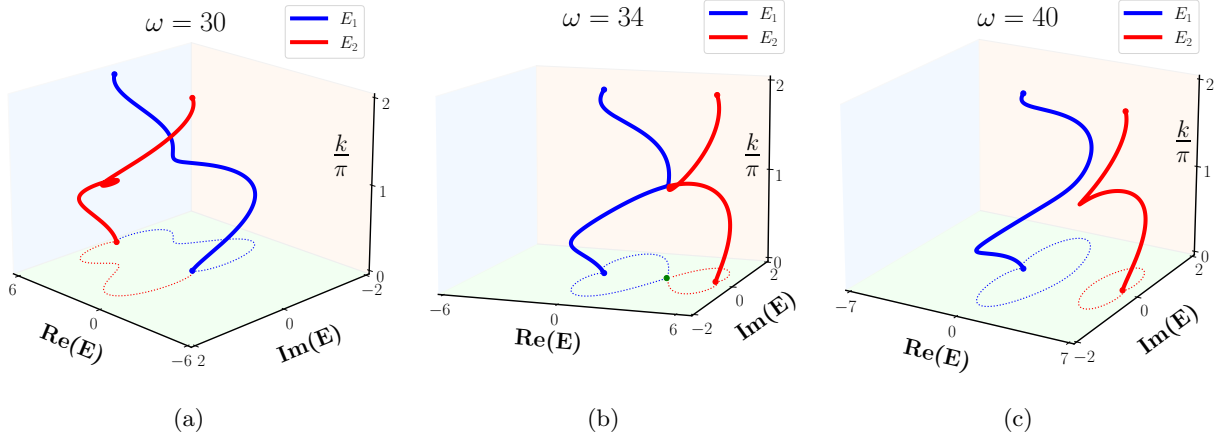 ω = 30
E₁
E₂
k/π
2
1
0
6
0
−6
2
0
−2
Re(E)
Im(E)
(a)
ω = 34
E₁
E₂
k/π
2
1
0
−6
0
6
−2
0
2
Re(E)
Im(E)
(b)
ω = 40
E₁
E₂
k/π
2
1
0
−7
0
7
−2
0
2
Re(E)
Im(E)
(c)